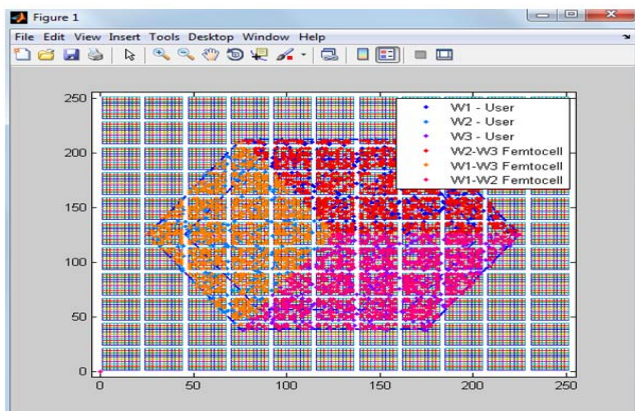 Figure 1
File Edit View Insert Tools Desktop Window Help
250
200
150
100
50
0
0 50 100 150 200 250
W1 - User
W2 - User
W3 - User
W2-W3 Femtocell
W1-W3 Femtocell
W1-W2 Femtocell